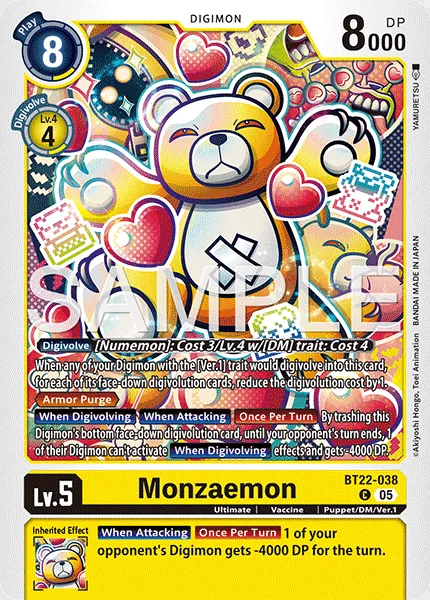 DIGIMON
Play
8
DP
8000
Digivolve
Lv.4
4
YAMURETSU
SAMPLE
©Akiyoshi Hongo, Toei Animation BANDAI MADE IN JAPAN
Digivolve [Numemon]: Cost 3/Lv.4 w/[DM] trait: Cost 4
When any of your Digimon with the [Ver.1] trait would digivolve into this card,
for each of its face-down digivolution cards, reduce the digivolution cost by 1.
Armor Purge
When Digivolving When Attacking Once Per Turn By trashing this
Digimon's bottom face-down digivolution card, until your opponent's turn ends, 1
of their Digimon can't activate When Digivolving effects and gets -4000 DP.
Lv.5
Monzaemon
BT22-038
C 05
Ultimate | Vaccine | Puppet/DM/Ver.1
Inherited Effect
When Attacking Once Per Turn 1 of your
opponent's Digimon gets -4000 DP for the turn.